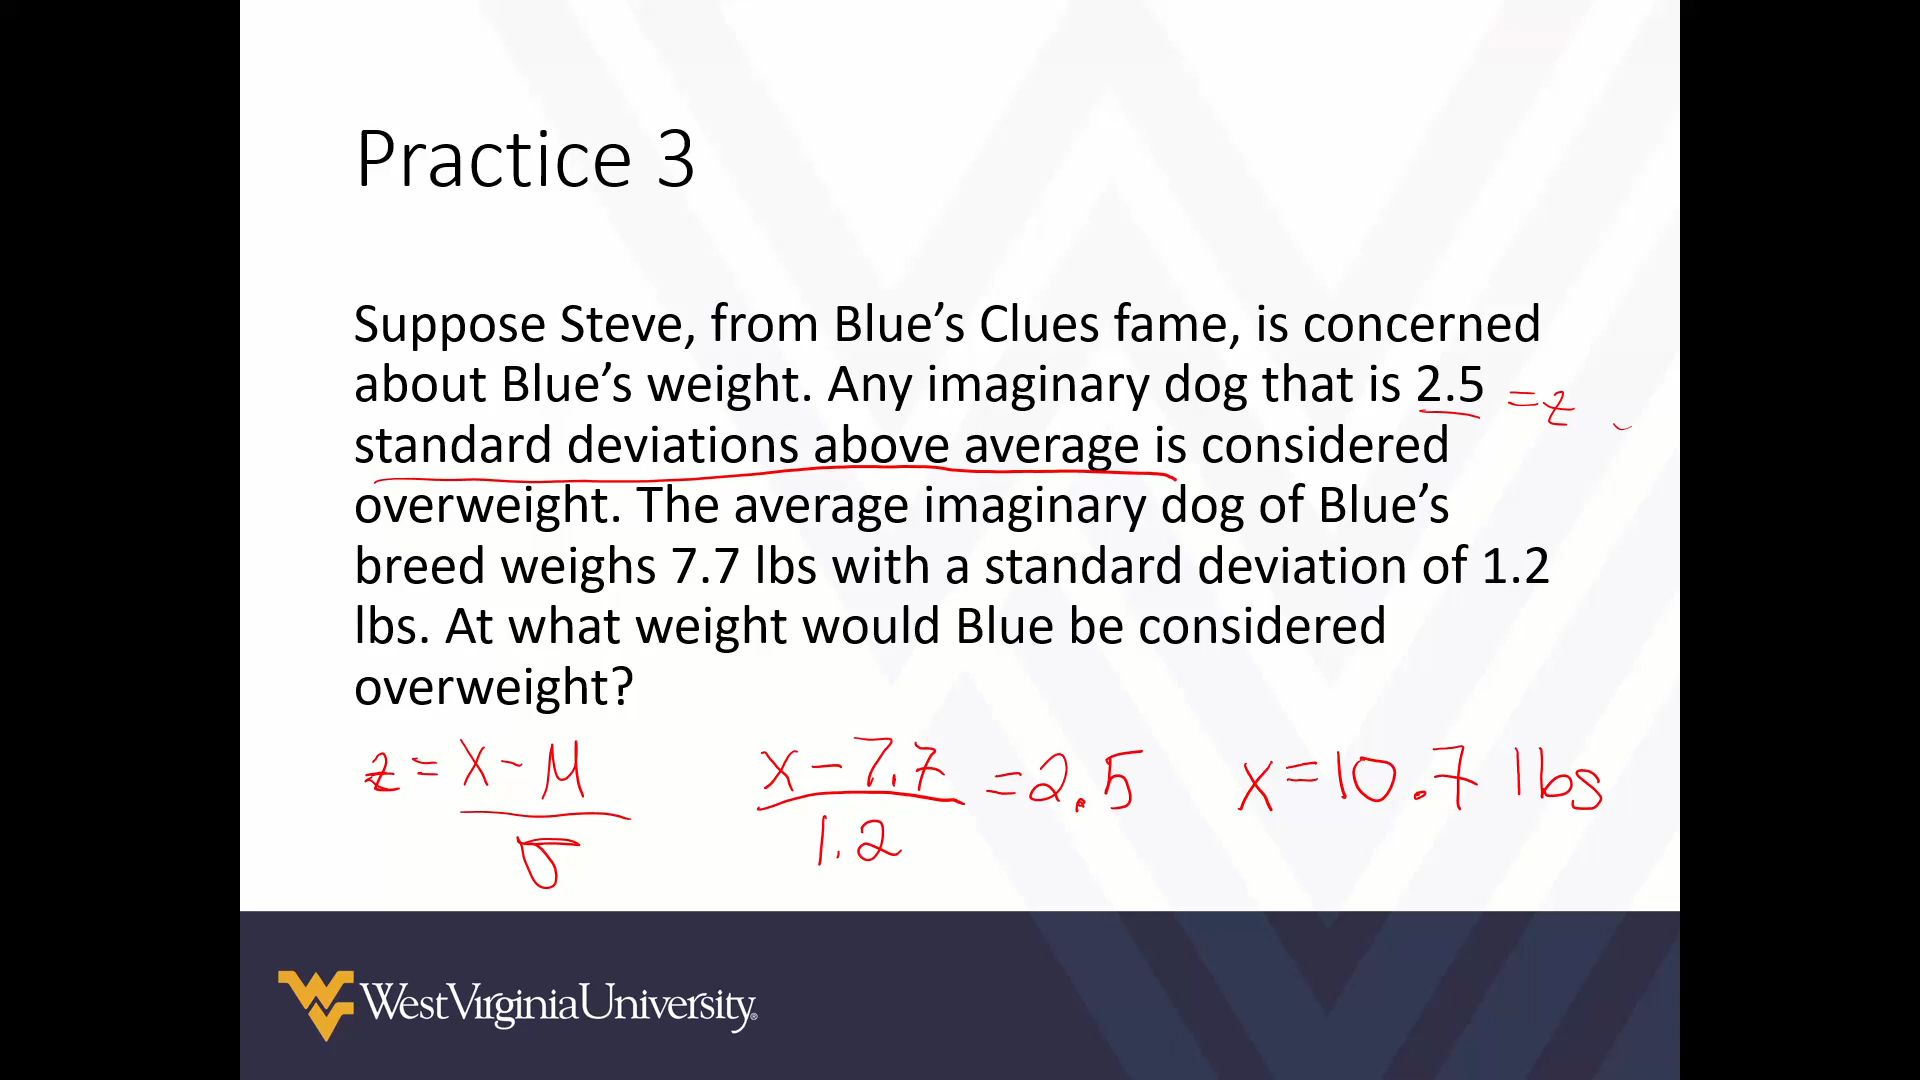 Practice 3
Suppose Steve, from Blue’s Clues fame, is concerned
about Blue’s weight. Any imaginary dog that is 2.5 = z
standard deviations above average is considered
overweight. The average imaginary dog of Blue’s
breed weighs 7.7 lbs with a standard deviation of 1.2
lbs. At what weight would Blue be considered
overweight?
z = x - μ x - 7.7 = 2.5 x = 10.7 lbs
σ 1.2
WestVirginiaUniversity®